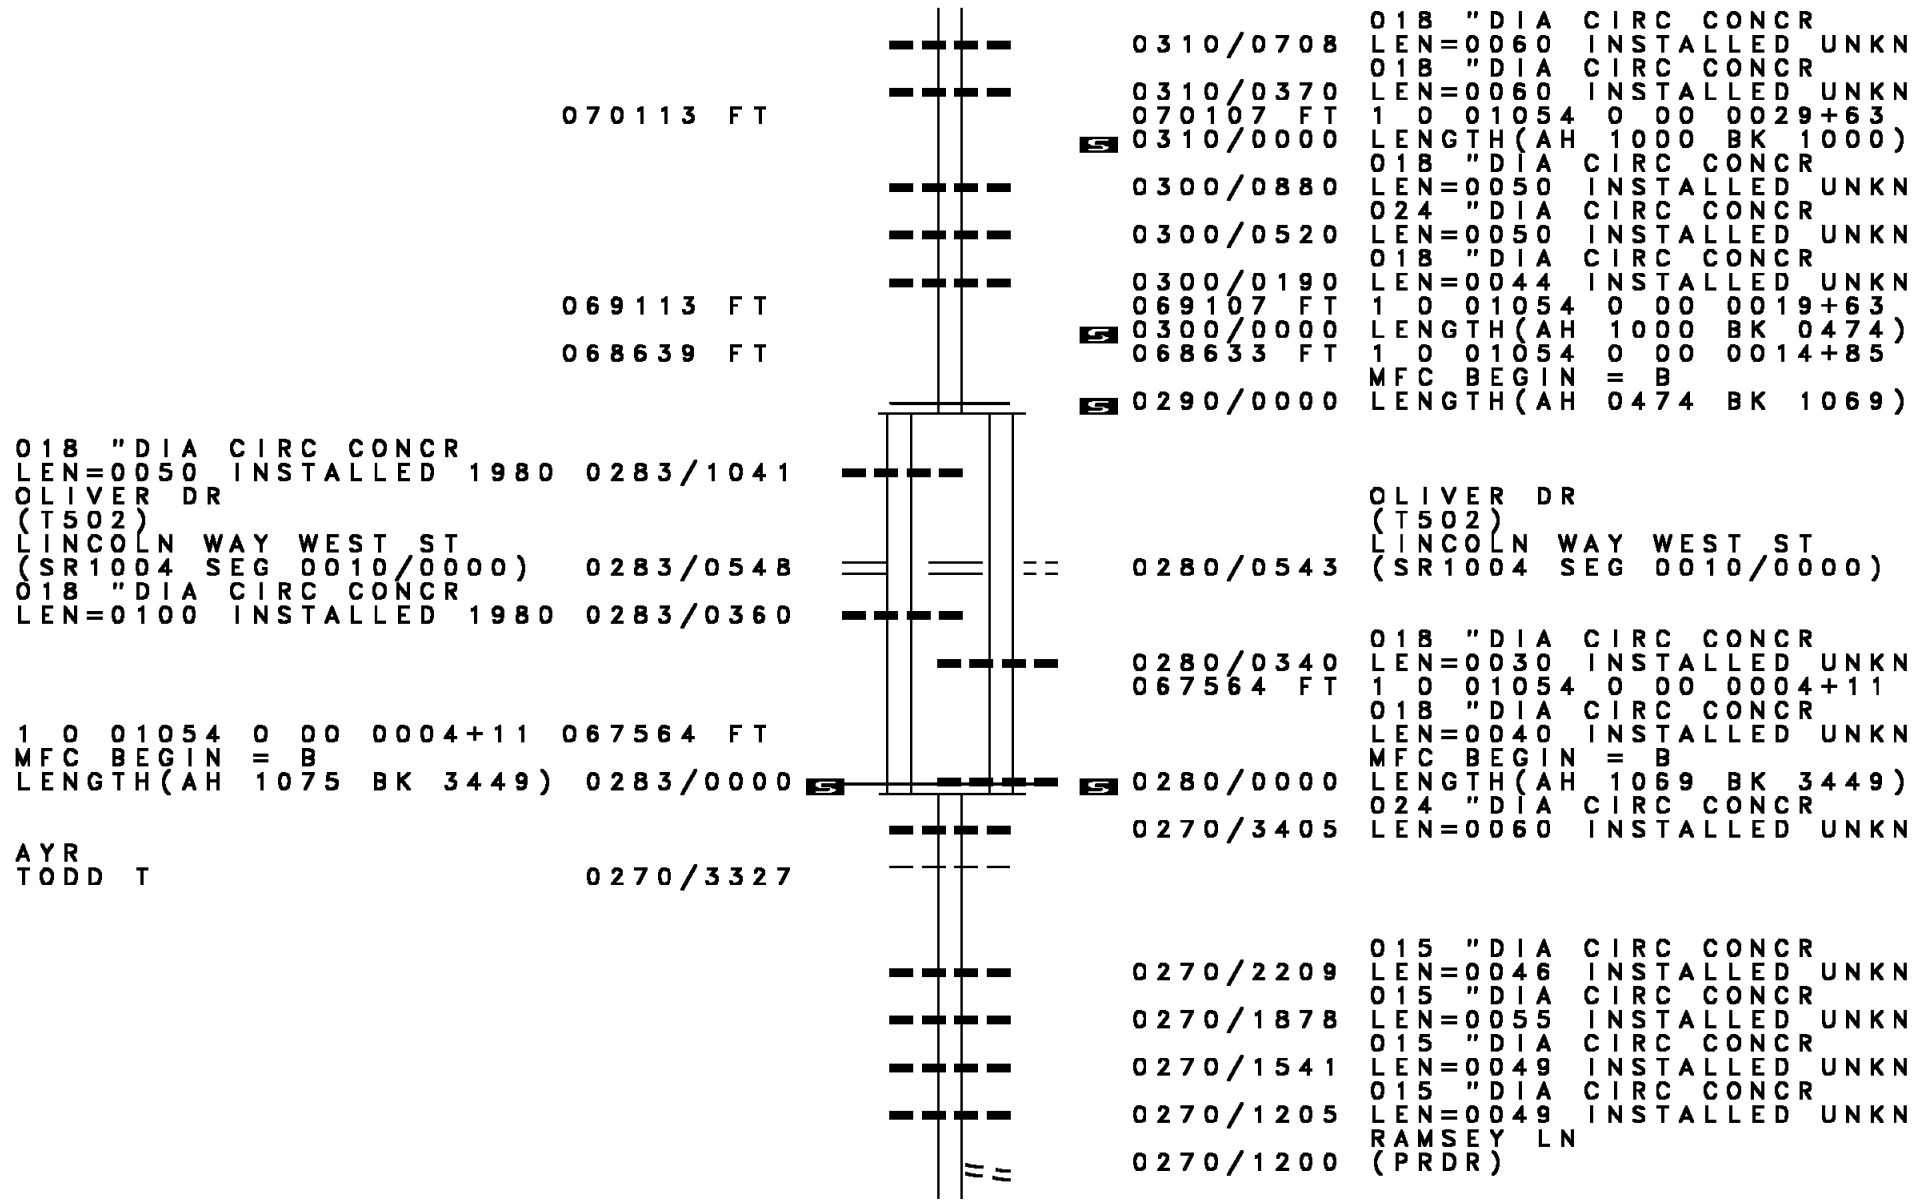 018 "DIA CIRC CONCR
0310/0708 LEN=0060 INSTALLED UNKN
018 "DIA CIRC CONCR
0310/0370 LEN=0060 INSTALLED UNKN
070113 FT 070107 FT 1 0 01054 0 00 0029+63
S 0310/0000 LENGTH(AH 1000 BK 1000)
018 "DIA CIRC CONCR
0300/0880 LEN=0050 INSTALLED UNKN
024 "DIA CIRC CONCR
0300/0520 LEN=0050 INSTALLED UNKN
018 "DIA CIRC CONCR
0300/0190 LEN=0044 INSTALLED UNKN
069113 FT 069107 FT 1 0 01054 0 00 0019+63
S 0300/0000 LENGTH(AH 1000 BK 0474)
068639 FT 068633 FT 1 0 01054 0 00 0014+85
MFC BEGIN = B
S 0290/0000 LENGTH(AH 0474 BK 1069)
018 "DIA CIRC CONCR
LEN=0050 INSTALLED 1980 0283/1041
OLIVER DR OLIVER DR
(T502) (T502)
LINCOLN WAY WEST ST LINCOLN WAY WEST ST
(SR1004 SEG 0010/0000) 0283/0548 0280/0543 (SR1004 SEG 0010/0000)
018 "DIA CIRC CONCR
LEN=0100 INSTALLED 1980 0283/0360
018 "DIA CIRC CONCR
0280/0340 LEN=0030 INSTALLED UNKN
067564 FT 1 0 01054 0 00 0004+11
018 "DIA CIRC CONCR
1 0 01054 0 00 0004+11 067564 FT LEN=0040 INSTALLED UNKN
MFC BEGIN = B MFC BEGIN = B
LENGTH(AH 1075 BK 3449) 0283/0000 S S 0280/0000 LENGTH(AH 1069 BK 3449)
024 "DIA CIRC CONCR
0270/3405 LEN=0060 INSTALLED UNKN
AYR
TODD T 0270/3327
015 "DIA CIRC CONCR
0270/2209 LEN=0046 INSTALLED UNKN
015 "DIA CIRC CONCR
0270/1878 LEN=0055 INSTALLED UNKN
015 "DIA CIRC CONCR
0270/1541 LEN=0049 INSTALLED UNKN
015 "DIA CIRC CONCR
0270/1205 LEN=0049 INSTALLED UNKN
RAMSEY LN
0270/1200 (PRDR)